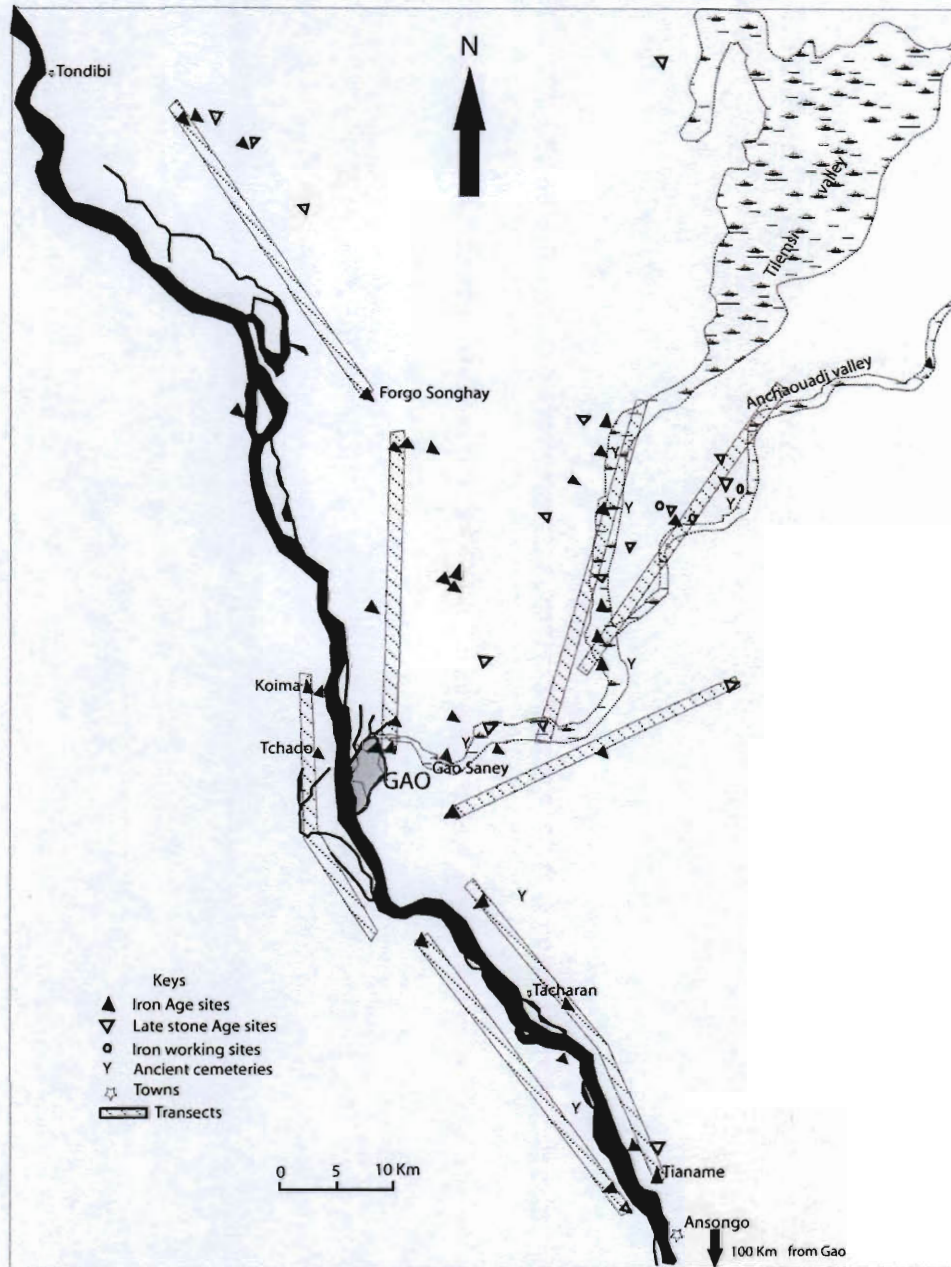 N
Tondibi
Tilemsi valley
Anchaouadi valley
Forgo Songhay
Y
Y
Y
Koima
Y
Tchado
Y
Gao Saney
GAO
Y
Keys
Iron Age sites
Late stone Age sites
Iron working sites
Y Ancient cemeteries
Towns
Transects
Tacharan
Y
0 5 10 Km
Tianame
Ansongo
100 Km from Gao